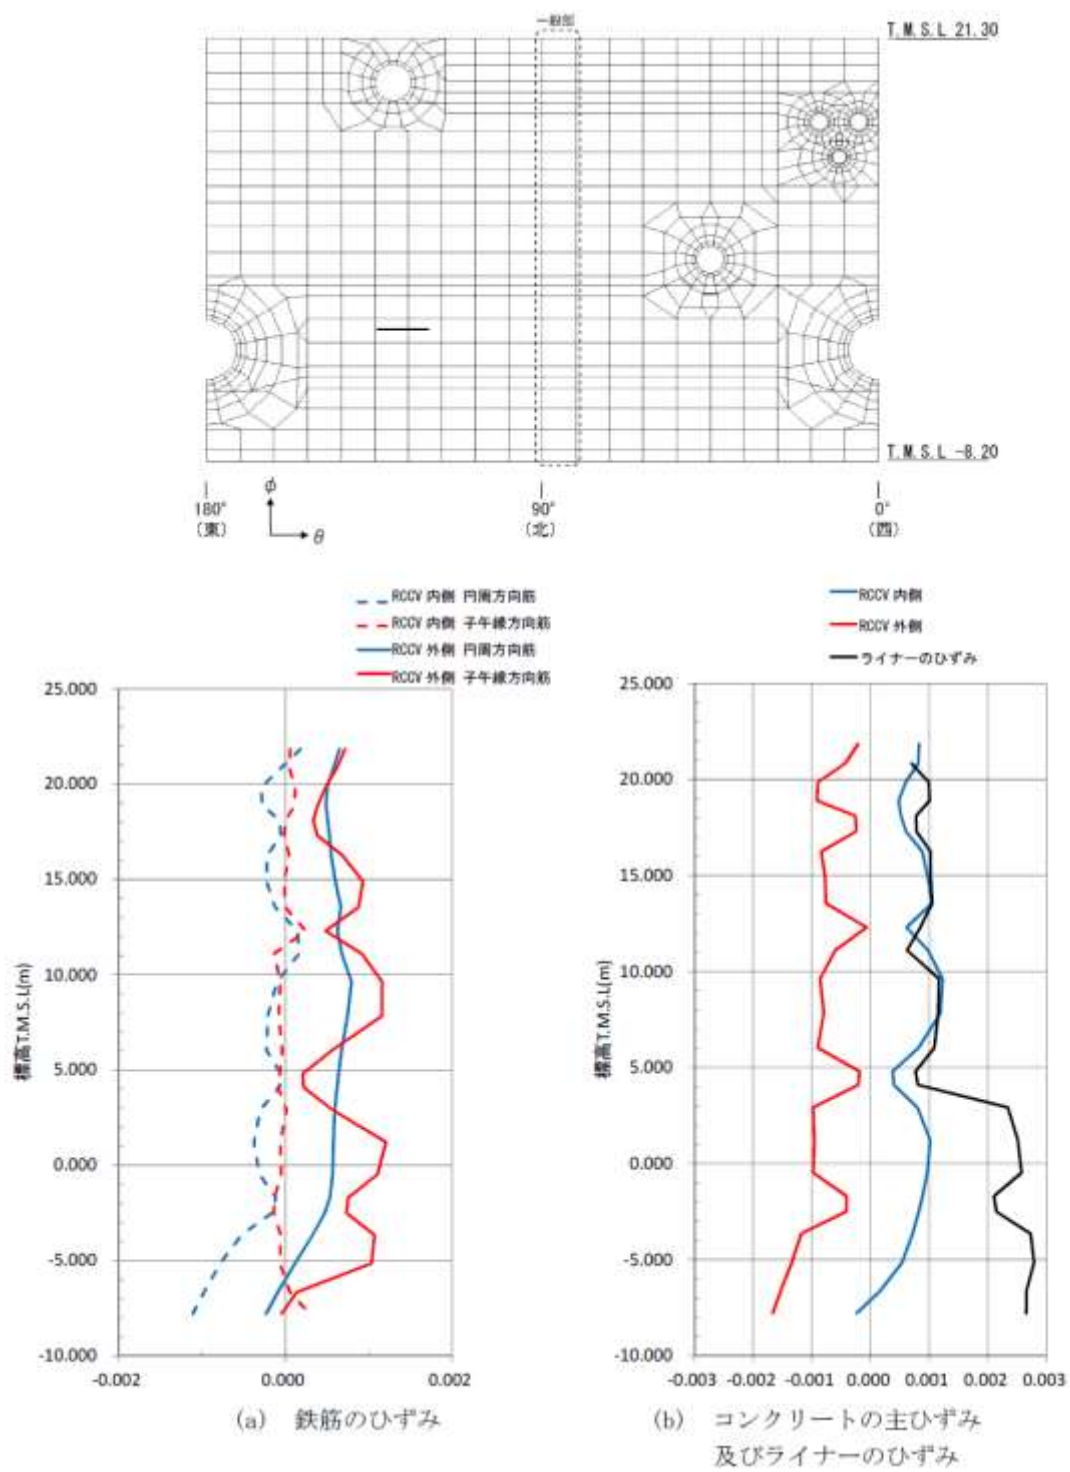 一般部
T.M.S.L 21.30
T.M.S.L -8.20
φ
θ
180°
(東)
90°
(北)
0°
(西)
RCCV 内側 円周方向筋
RCCV 内側 子午線方向筋
RCCV 外側 円周方向筋
RCCV 外側 子午線方向筋
標高T.M.S.L(m)
25.000
20.000
15.000
10.000
5.000
0.000
-5.000
-10.000
-0.002
0.000
0.002
(a) 鉄筋のひずみ
RCCV 内側
RCCV 外側
ライナーのひずみ
標高T.M.S.L(m)
25.000
20.000
15.000
10.000
5.000
0.000
-5.000
-10.000
-0.003
-0.002
-0.001
0.000
0.001
0.002
0.003
(b) コンクリートの主ひずみ
及びライナーのひずみ